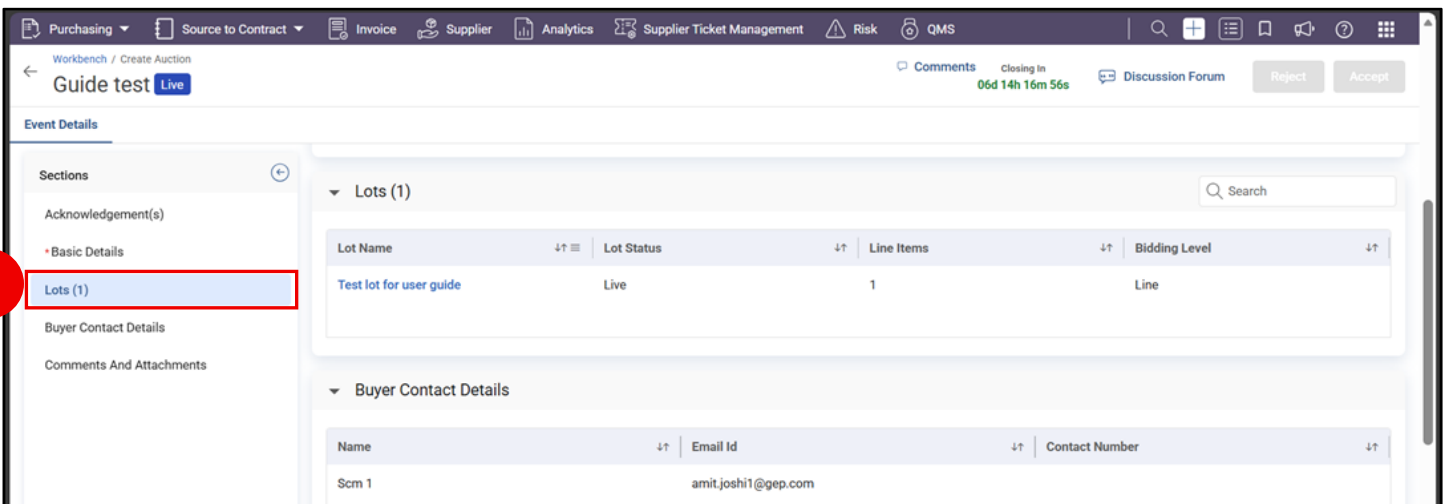 Purchasing Source to Contract Invoice Supplier Analytics Supplier Ticket Management Risk QMS
Workbench / Create Auction
Guide test Live
Comments
Closing In
06d 14h 16m 56s
Discussion Forum
Reject
Accept
Event Details
Sections
Acknowledgement(s)
*Basic Details
Lots (1)
Buyer Contact Details
Comments And Attachments
Lots (1)
Search
Lot Name Lot Status Line Items Bidding Level
Test lot for user guide Live 1 Line
Buyer Contact Details
Name Email Id Contact Number
Scm 1 amit.joshi1@gep.com